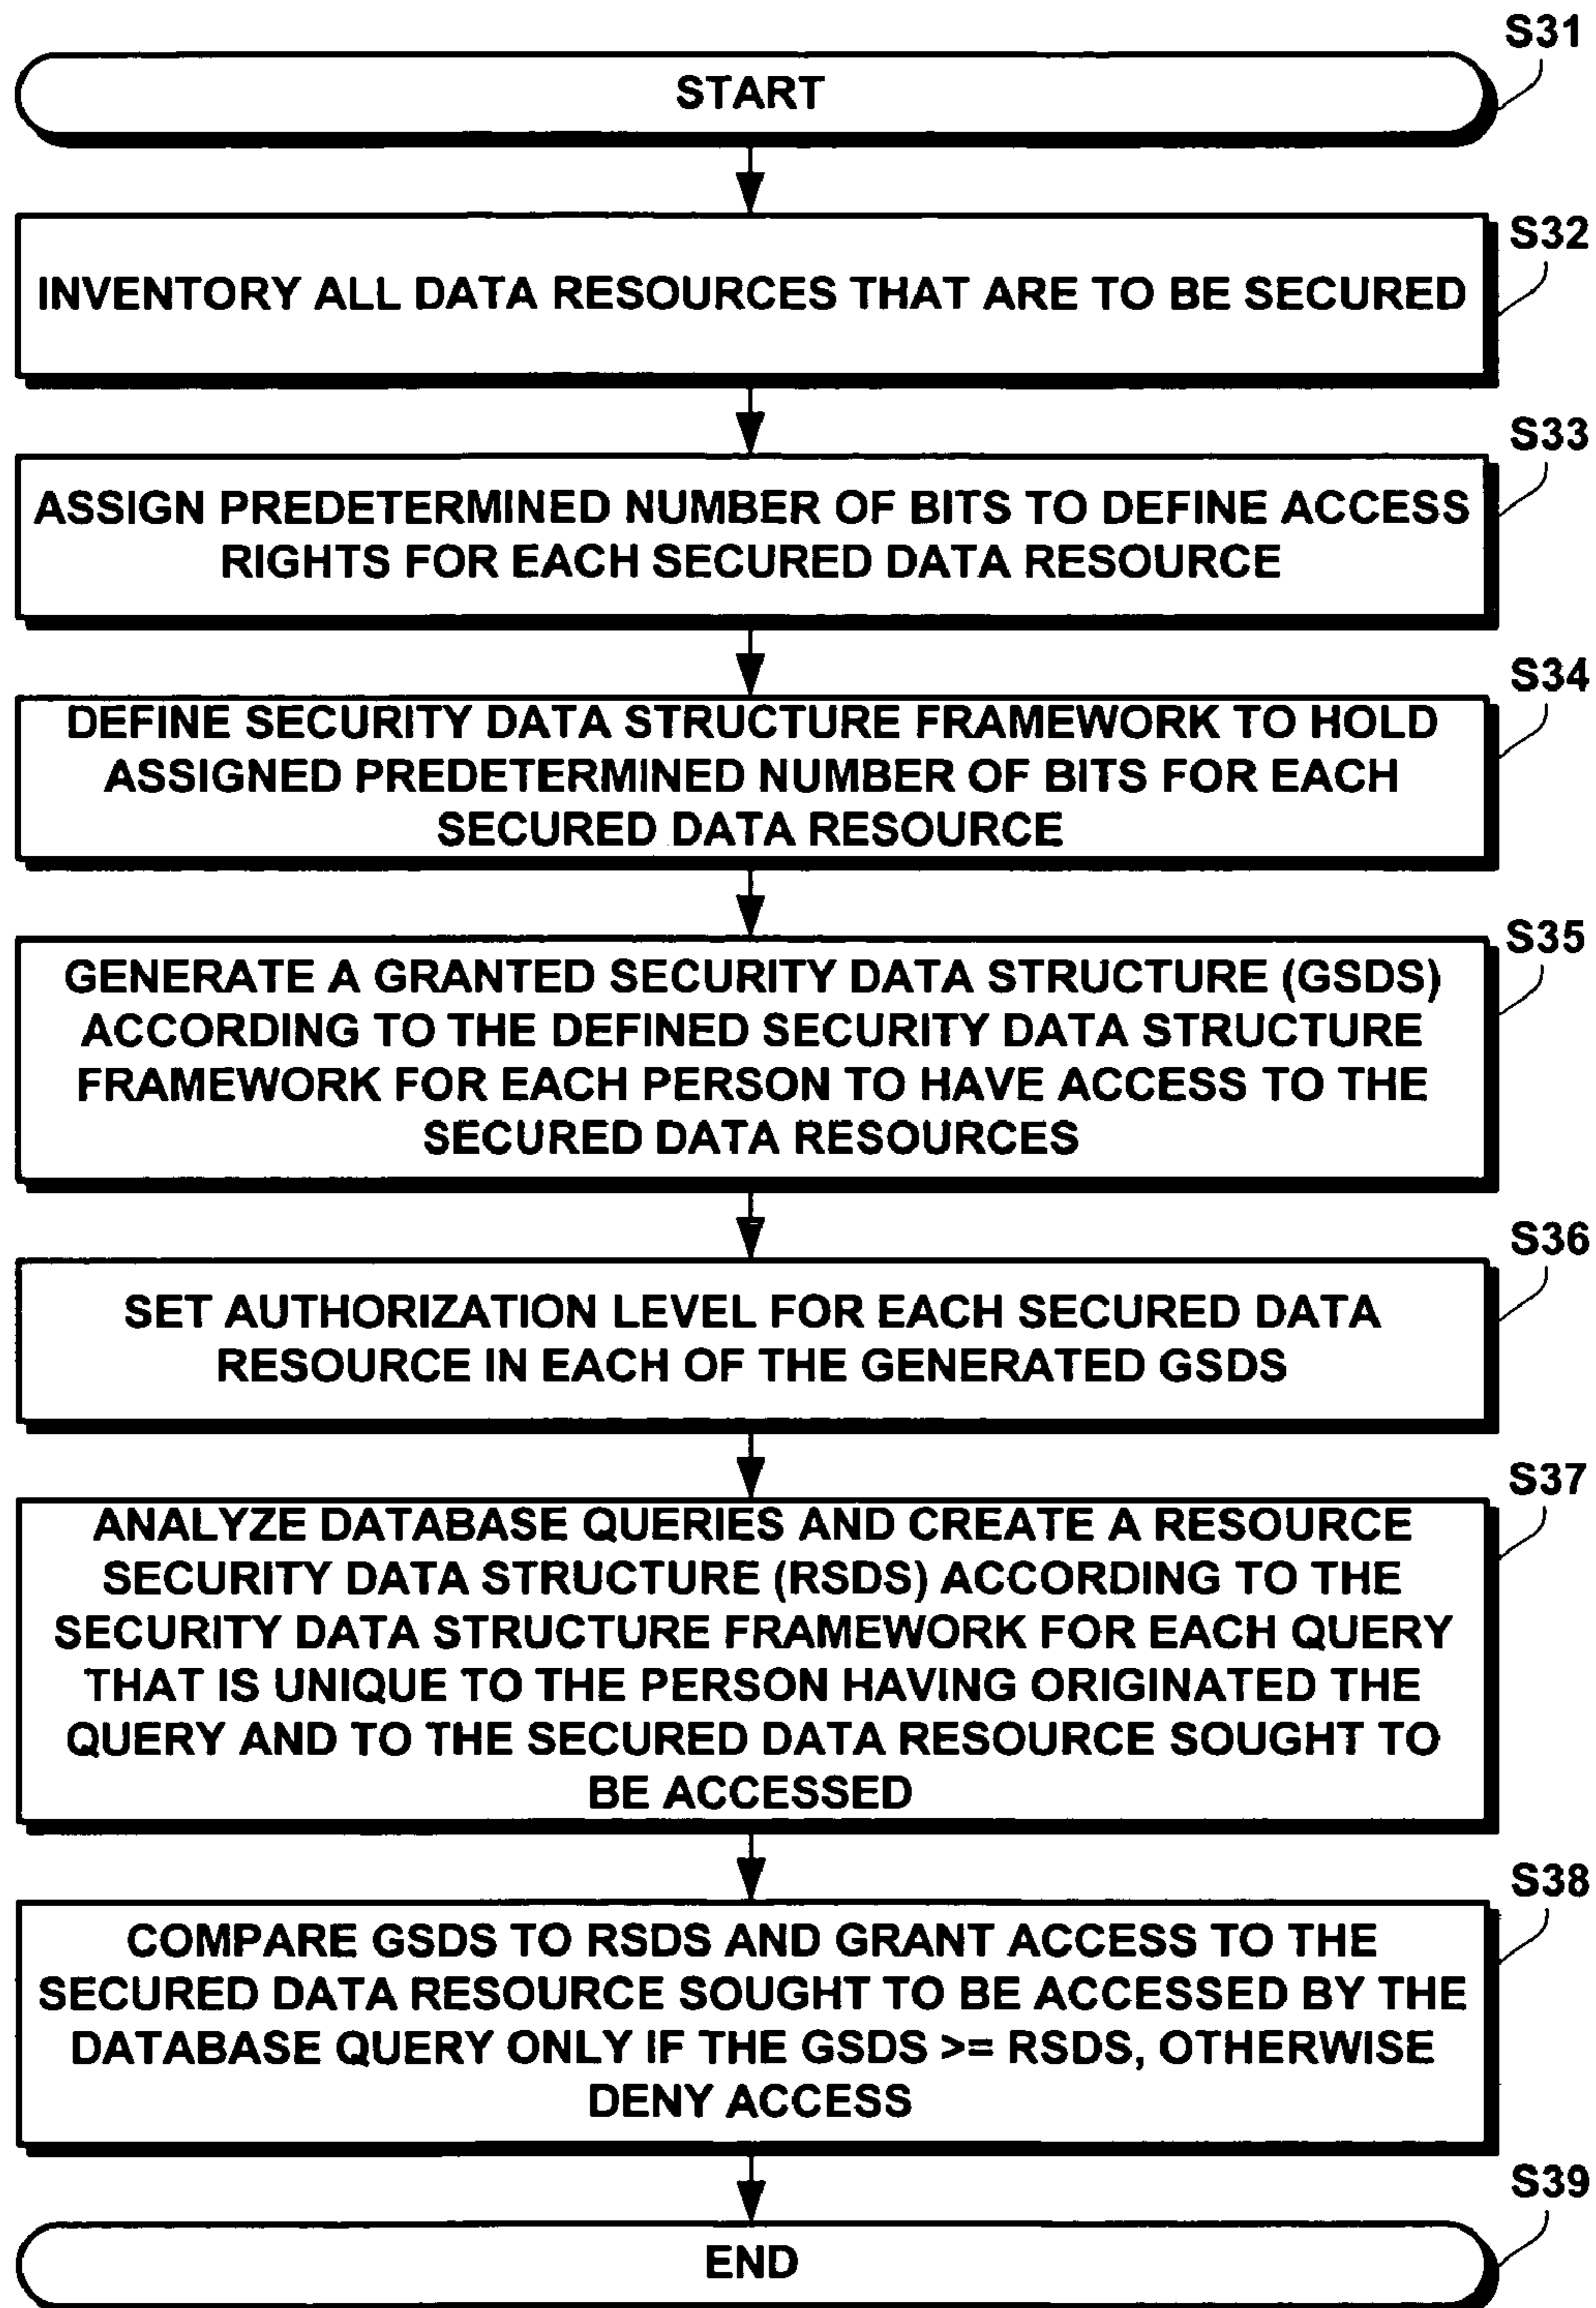 S31
START
S32
INVENTORY ALL DATA RESOURCES THAT ARE TO BE SECURED
S33
ASSIGN PREDETERMINED NUMBER OF BITS TO DEFINE ACCESS
RIGHTS FOR EACH SECURED DATA RESOURCE
S34
DEFINE SECURITY DATA STRUCTURE FRAMEWORK TO HOLD
ASSIGNED PREDETERMINED NUMBER OF BITS FOR EACH
SECURED DATA RESOURCE
S35
GENERATE A GRANTED SECURITY DATA STRUCTURE (GSDS)
ACCORDING TO THE DEFINED SECURITY DATA STRUCTURE
FRAMEWORK FOR EACH PERSON TO HAVE ACCESS TO THE
SECURED DATA RESOURCES
S36
SET AUTHORIZATION LEVEL FOR EACH SECURED DATA
RESOURCE IN EACH OF THE GENERATED GSDS
S37
ANALYZE DATABASE QUERIES AND CREATE A RESOURCE
SECURITY DATA STRUCTURE (RSDS) ACCORDING TO THE
SECURITY DATA STRUCTURE FRAMEWORK FOR EACH QUERY
THAT IS UNIQUE TO THE PERSON HAVING ORIGINATED THE
QUERY AND TO THE SECURED DATA RESOURCE SOUGHT TO
BE ACCESSED
S38
COMPARE GSDS TO RSDS AND GRANT ACCESS TO THE
SECURED DATA RESOURCE SOUGHT TO BE ACCESSED BY THE
DATABASE QUERY ONLY IF THE GSDS >= RSDS, OTHERWISE
DENY ACCESS
S39
END